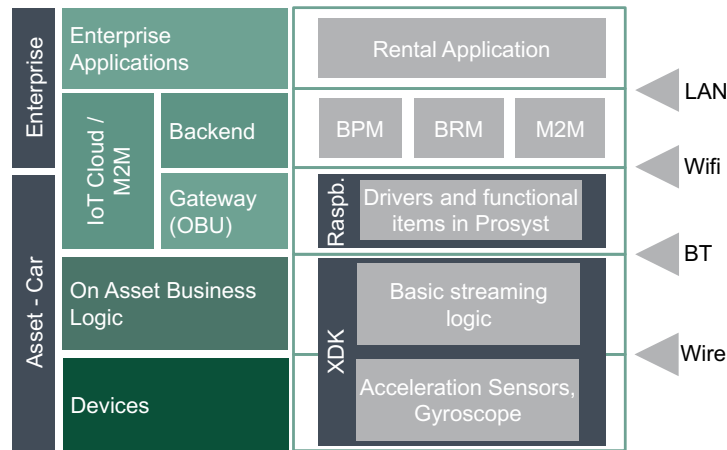 Enterprise
Enterprise
Applications
Rental Application
LAN
IoT Cloud /
M2M
Backend
BPM
BRM
M2M
Wifi
Asset - Car
Gateway
(OBU)
Raspb.
Drivers and functional
items in Prosyst
BT
On Asset Business
Logic
XDK
Basic streaming
logic
Wire
Devices
Acceleration Sensors,
Gyroscope